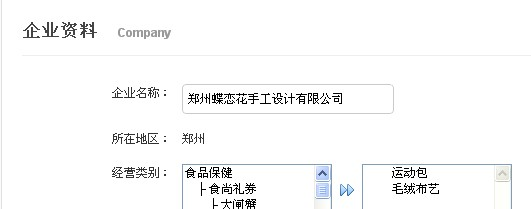 企业资料 Company
企业名称： 郑州蝶恋花手工设计有限公司
所在地区： 郑州
经营类别： 食品保健 运动包
├食尚礼券 毛绒布艺
├大闸蟹